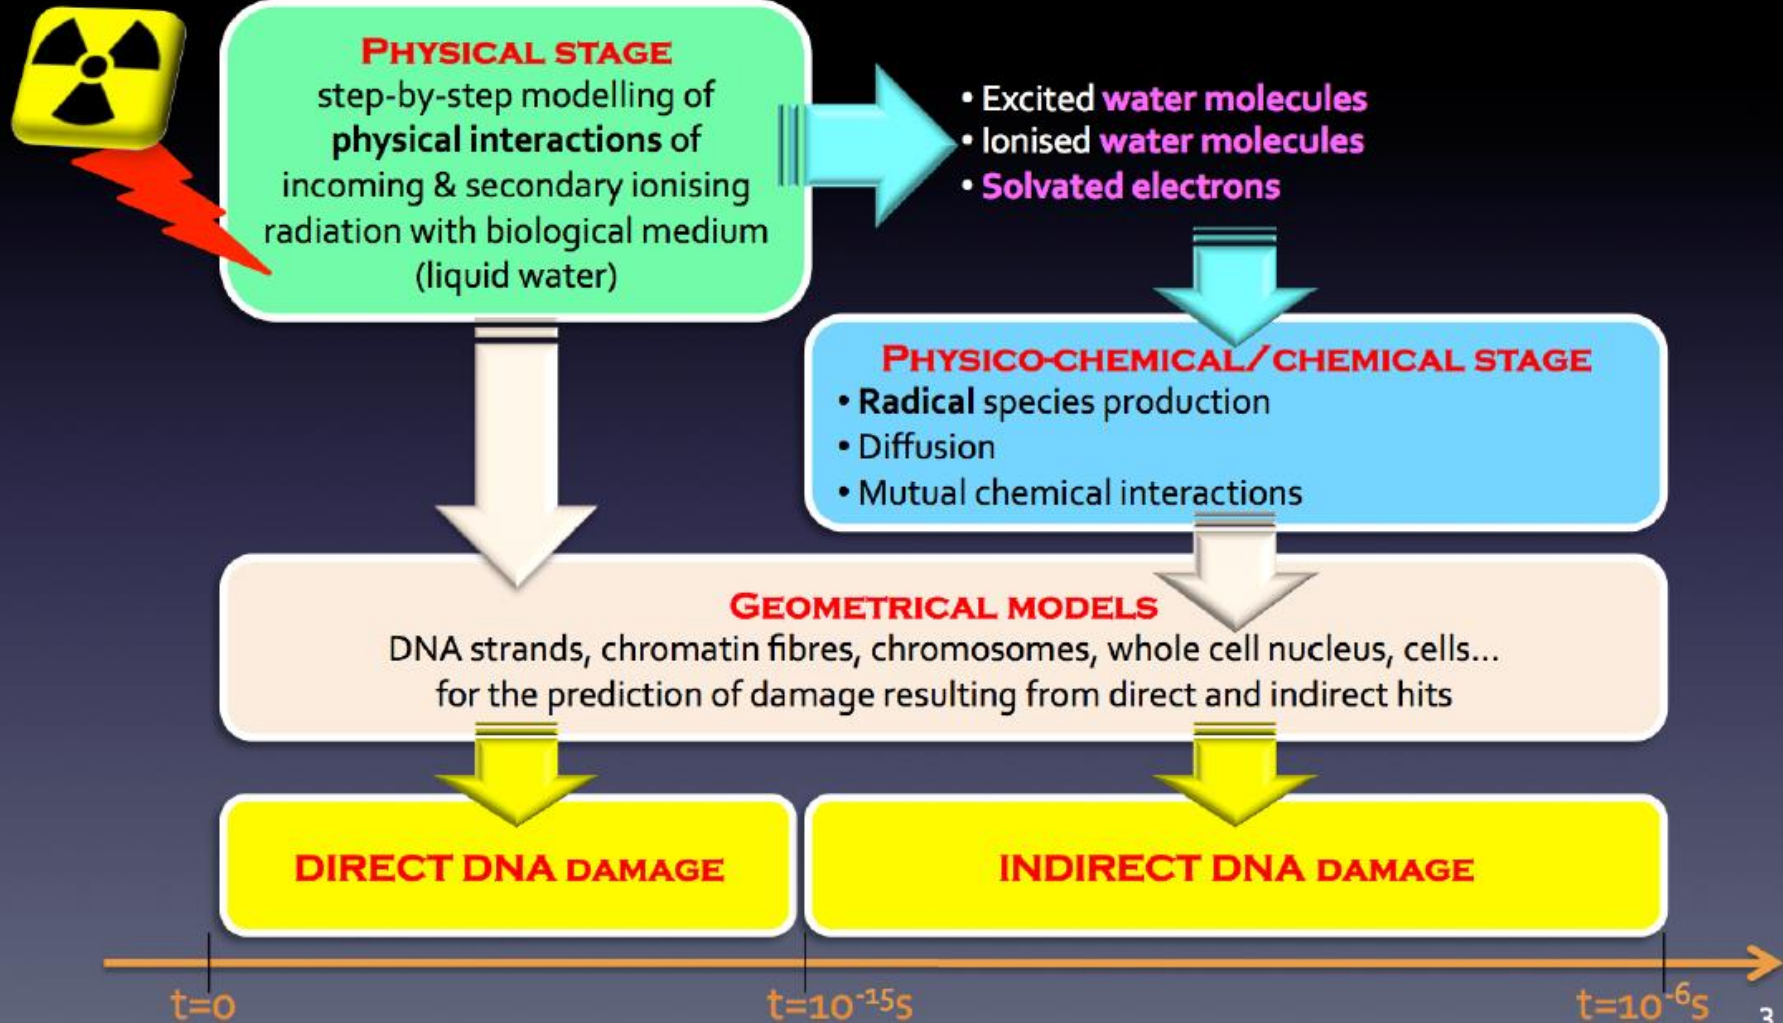 PHYSICAL STAGE
step-by-step modelling of
physical interactions of
incoming & secondary ionising
radiation with biological medium
(liquid water)
• Excited water molecules
• Ionised water molecules
• Solvated electrons
PHYSICO-CHEMICAL/CHEMICAL STAGE
• Radical species production
• Diffusion
• Mutual chemical interactions
GEOMETRICAL MODELS
DNA strands, chromatin fibres, chromosomes, whole cell nucleus, cells...
for the prediction of damage resulting from direct and indirect hits
DIRECT DNA DAMAGE
INDIRECT DNA DAMAGE
t=0
t=10⁻¹⁵s
t=10⁻⁶s
3